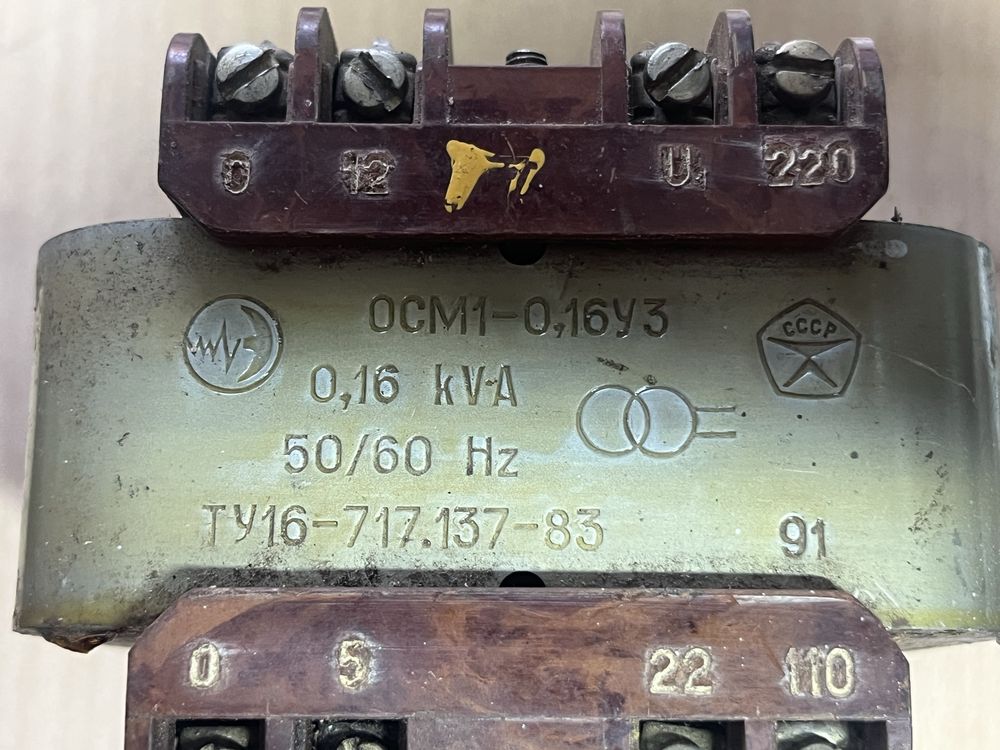 0 12 U₁ 220
ОСМ1-0,16У3
СССР
0,16 kV·A
50/60 Hz
ТУ16-717.137-83
91
0 5 22 110